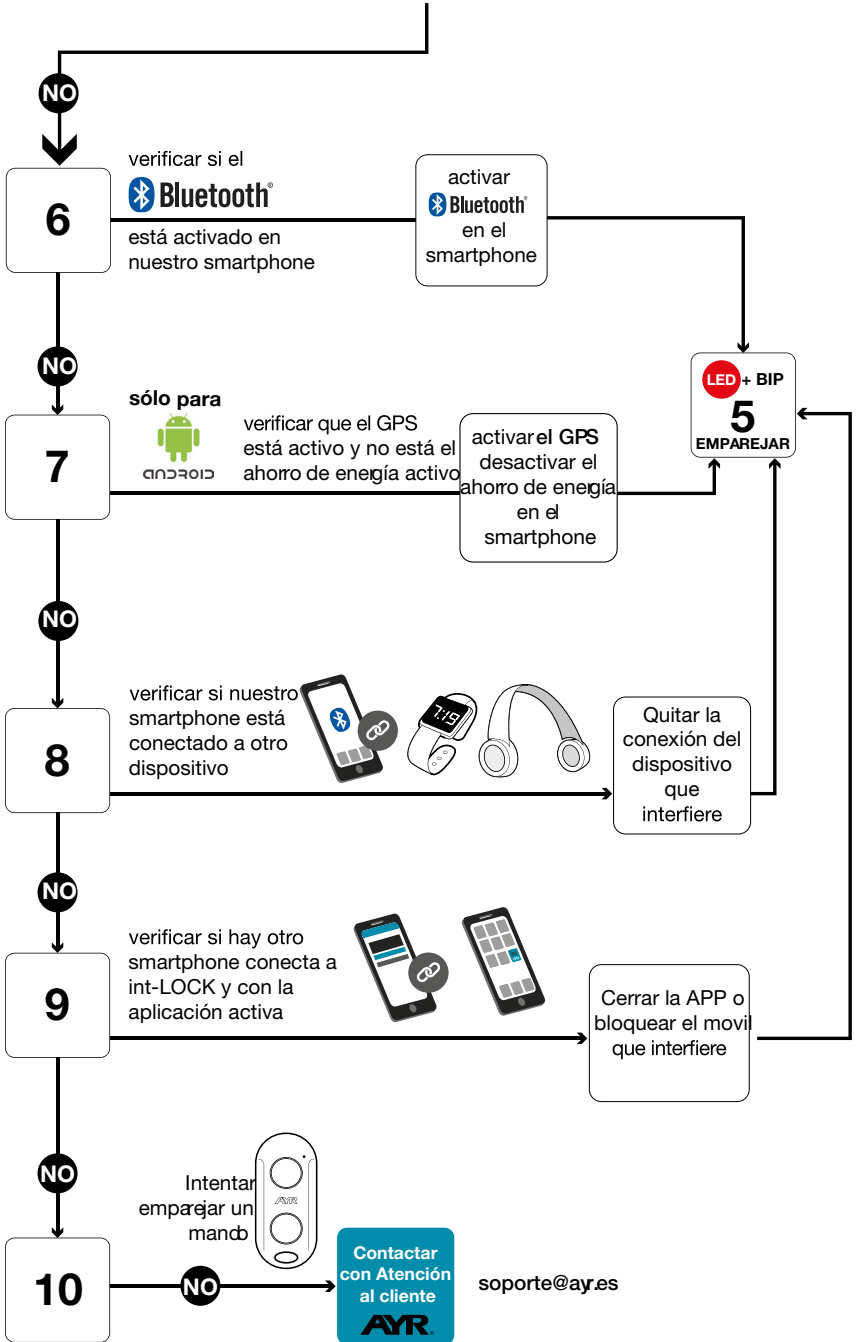 NO
6
verificar si el
Bluetooth®
está activado en
nuestro smartphone
activar
Bluetooth®
en el
smartphone
NO
LED + BIP
5
EMPAREJAR
7
sólo para
ANDROID
verificar que el GPS
está activo y no está el
ahorro de energía activo
activar el GPS
desactivar el
ahorro de energía
en el
smartphone
NO
8
verificar si nuestro
smartphone está
conectado a otro
dispositivo
7:19
Quitar la
conexión del
dispositivo
que
interfiere
NO
9
verificar si hay otro
smartphone conecta a
int-LOCK y con la
aplicación activa
Cerrar la APP o
bloquear el movil
que interfiere
NO
10
Intentar
emparejar un
mando
AYR
NO
Contactar
con Atención
al cliente
AYR®
soporte@ayr.es